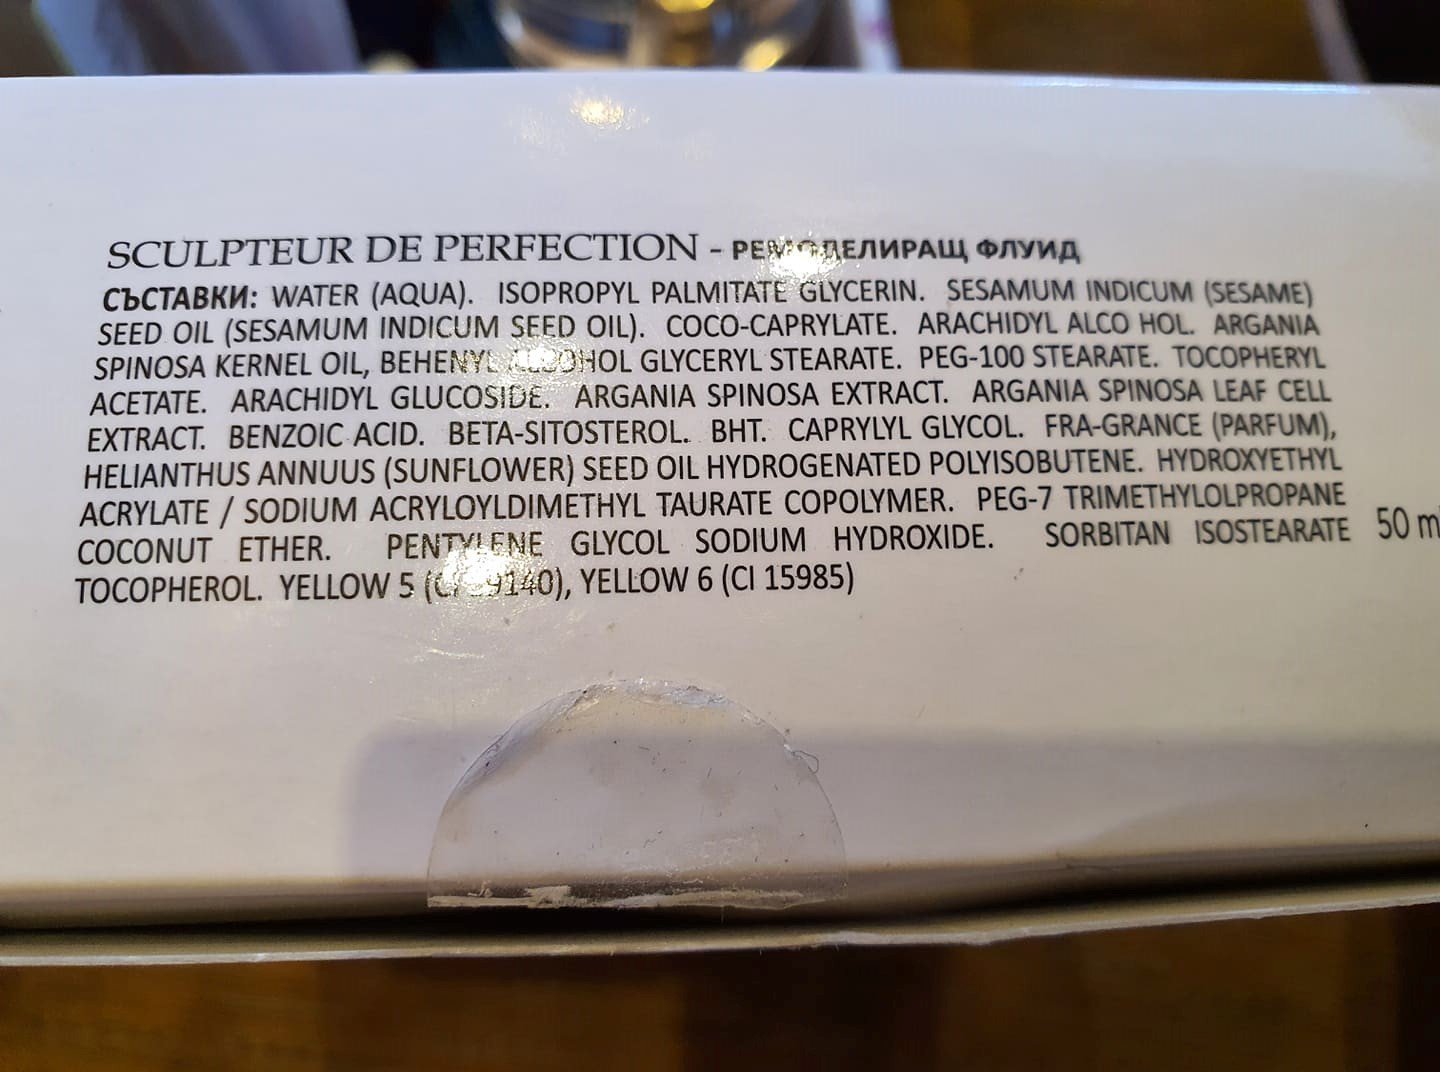 SCULPTEUR DE PERFECTION - РЕМОДЕЛИРАЩ ФЛУИД
СЪСТАВКИ: WATER (AQUA). ISOPROPYL PALMITATE GLYCERIN. SESAMUM INDICUM (SESAME)
SEED OIL (SESAMUM INDICUM SEED OIL). COCO-CAPRYLATE. ARACHIDYL ALCO HOL. ARGANIA
SPINOSA KERNEL OIL, BEHENYL ALCOHOL GLYCERYL STEARATE. PEG-100 STEARATE. TOCOPHERYL
ACETATE. ARACHIDYL GLUCOSIDE. ARGANIA SPINOSA EXTRACT. ARGANIA SPINOSA LEAF CELL
EXTRACT. BENZOIC ACID. BETA-SITOSTEROL. BHT. CAPRYLYL GLYCOL. FRA-GRANCE (PARFUM),
HELIANTHUS ANNUUS (SUNFLOWER) SEED OIL HYDROGENATED POLYISOBUTENE. HYDROXYETHYL
ACRYLATE / SODIUM ACRYLOYLDIMETHYL TAURATE COPOLYMER. PEG-7 TRIMETHYLOLPROPANE
COCONUT ETHER. PENTYLENE GLYCOL SODIUM HYDROXIDE. SORBITAN ISOSTEARATE 50 ml
TOCOPHEROL. YELLOW 5 YELLOW 6 (CI 15985)